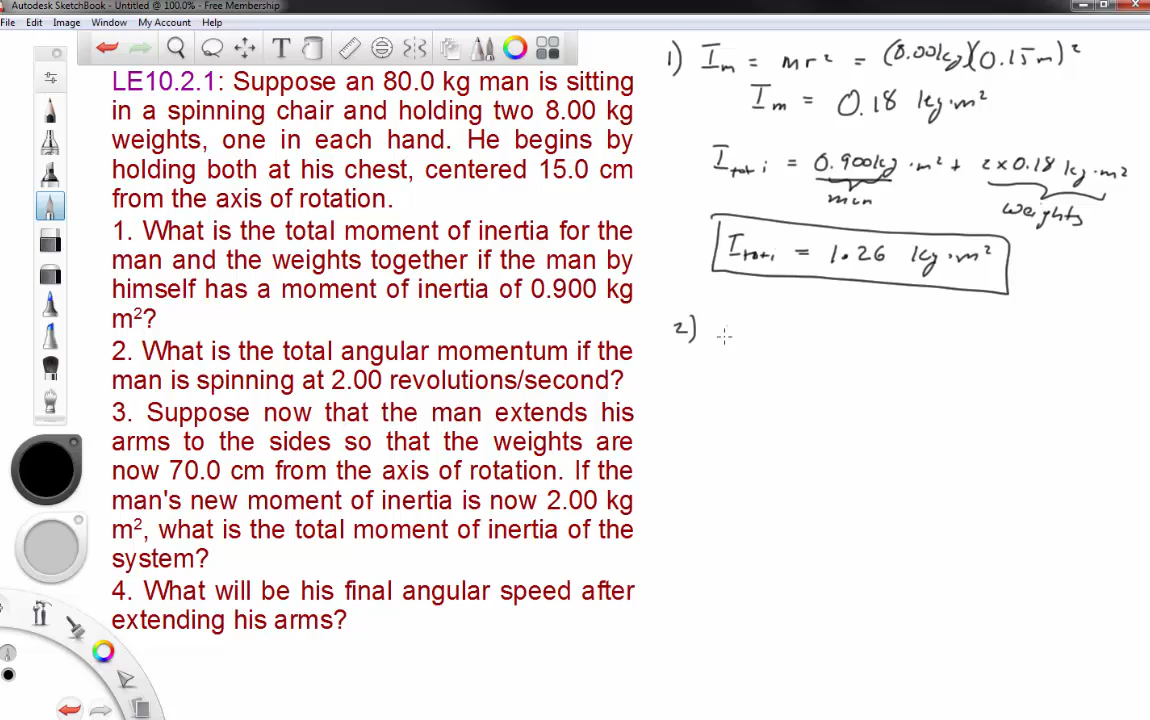 Autodesk SketchBook - Untitled @ 100.0% - Free Membership
File Edit Image Window My Account Help
LE10.2.1: Suppose an 80.0 kg man is sitting
in a spinning chair and holding two 8.00 kg
weights, one in each hand. He begins by
holding both at his chest, centered 15.0 cm
from the axis of rotation.
1. What is the total moment of inertia for the
man and the weights together if the man by
himself has a moment of inertia of 0.900 kg
m²?
2. What is the total angular momentum if the
man is spinning at 2.00 revolutions/second?
3. Suppose now that the man extends his
arms to the sides so that the weights are
now 70.0 cm from the axis of rotation. If the
man's new moment of inertia is now 2.00 kg
m², what is the total moment of inertia of the
system?
4. What will be his final angular speed after
extending his arms?
1) Im = mr² = (8.00kg)(0.15m)²
Im = 0.18 kg·m²
Itot i = 0.900kg·m² + 2×0.18 kg·m²
man weights
Itot i = 1.26 kg·m²
2)